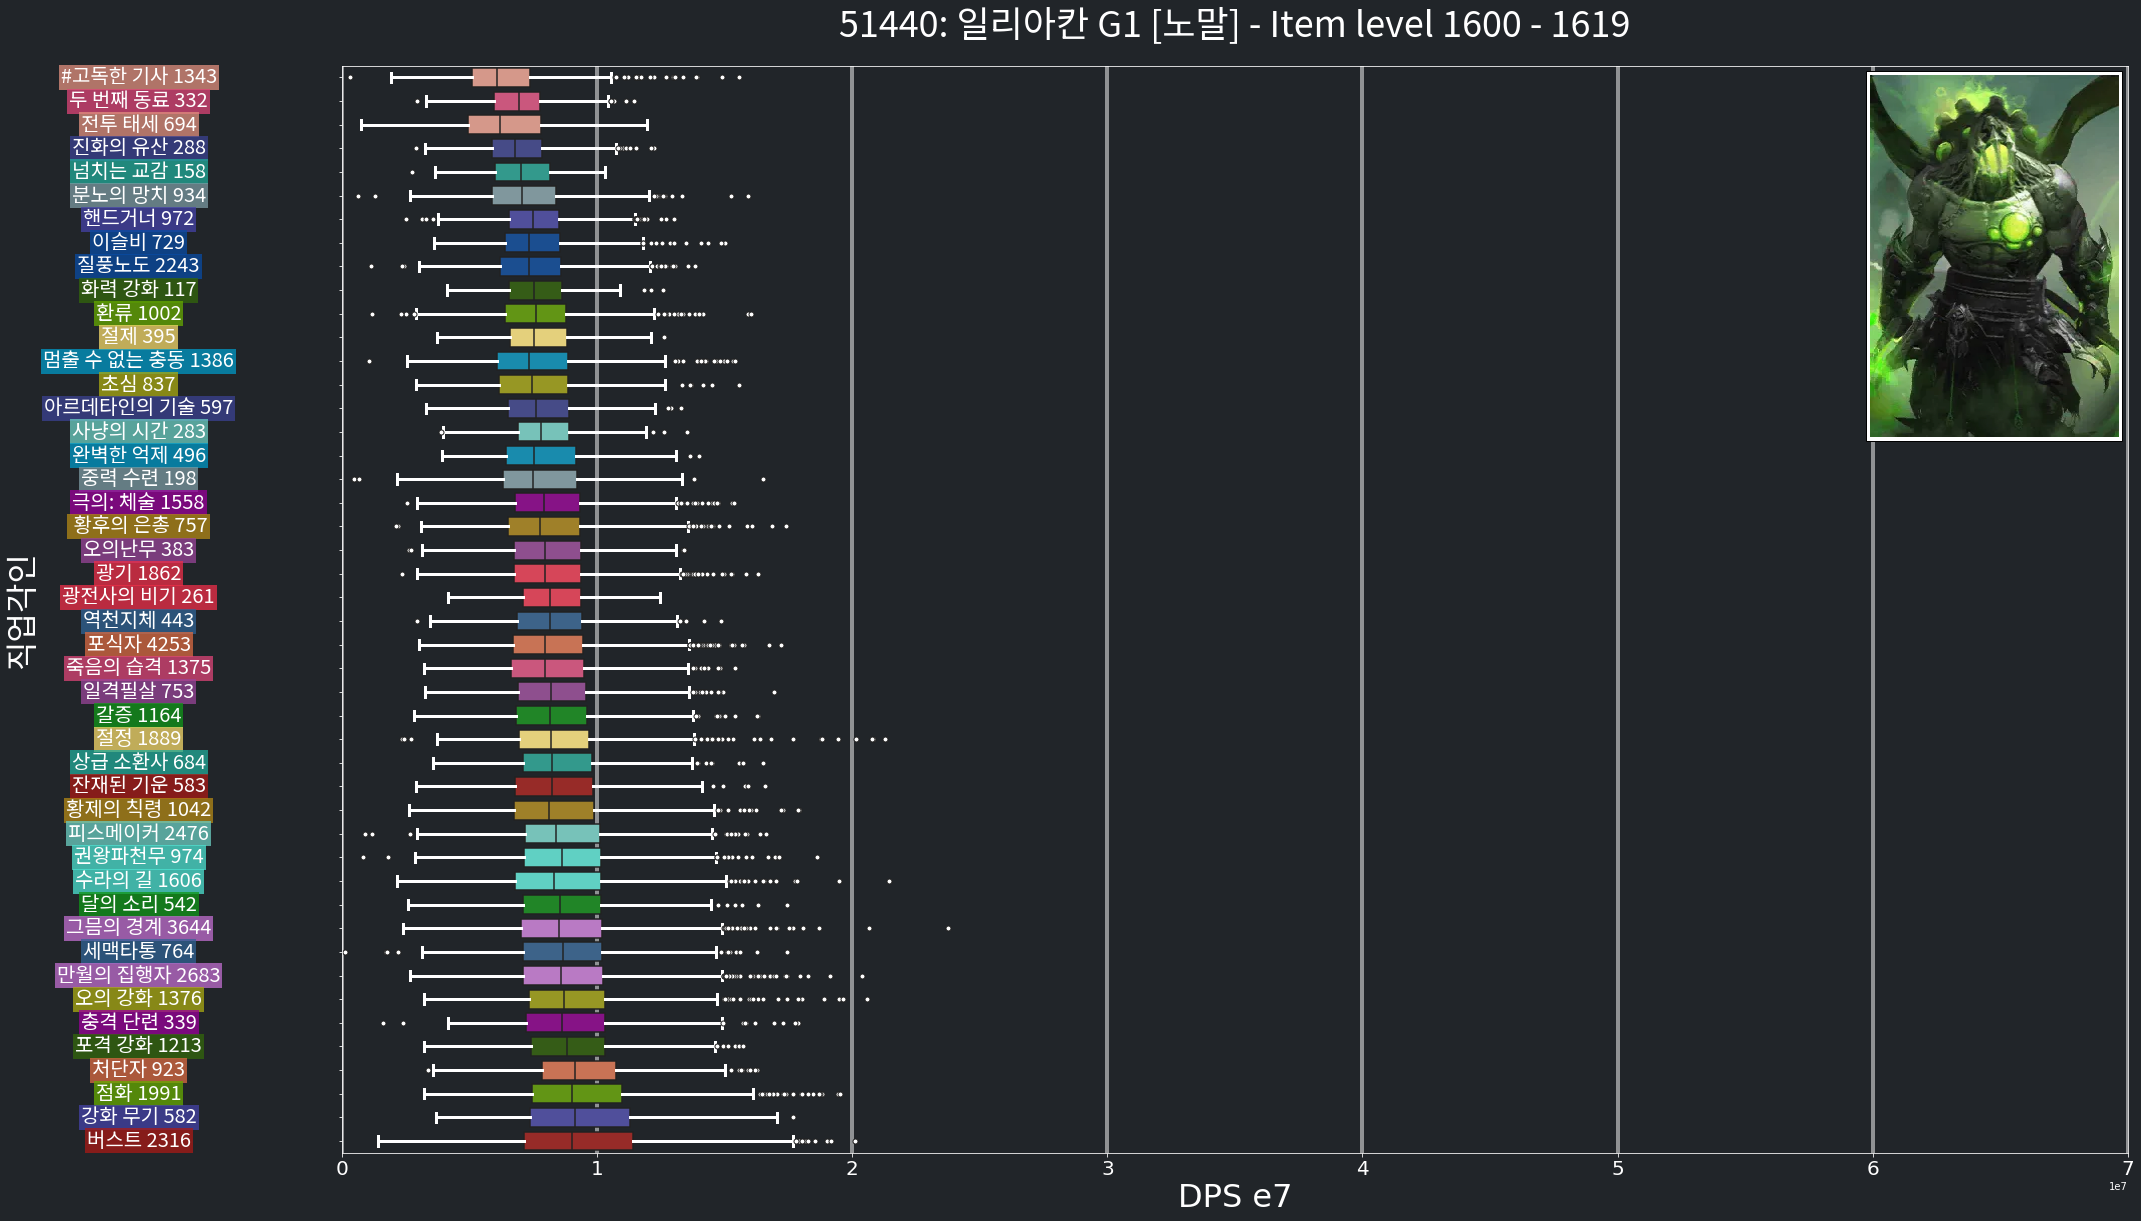 51440: 일리아칸 G1 [노말] - Item level 1600 - 1619
#고독한 기사 1343
두 번째 동료 332
전투 태세 694
진화의 유산 288
넘치는 교감 158
분노의 망치 934
핸드거너 972
이슬비 729
질풍노도 2243
화력 강화 117
환류 1002
절제 395
멈출 수 없는 충동 1386
초심 837
아르데타인의 기술 597
사냥의 시간 283
완벽한 억제 496
중력 수련 198
극의: 체술 1558
황후의 은총 757
오의난무 383
광기 1862
광전사의 비기 261
역천지체 443
포식자 4253
죽음의 습격 1375
일격필살 753
갈증 1164
절정 1889
상급 소환사 684
잔재된 기운 583
황제의 칙령 1042
피스메이커 2476
권왕파천무 974
수라의 길 1606
달의 소리 542
그믐의 경계 3644
세맥타통 764
만월의 집행자 2683
오의 강화 1376
충격 단련 339
포격 강화 1213
처단자 923
점화 1991
강화 무기 582
버스트 2316
직업각인
0 1 2 3 4 5 6 7
1e7
DPS e7